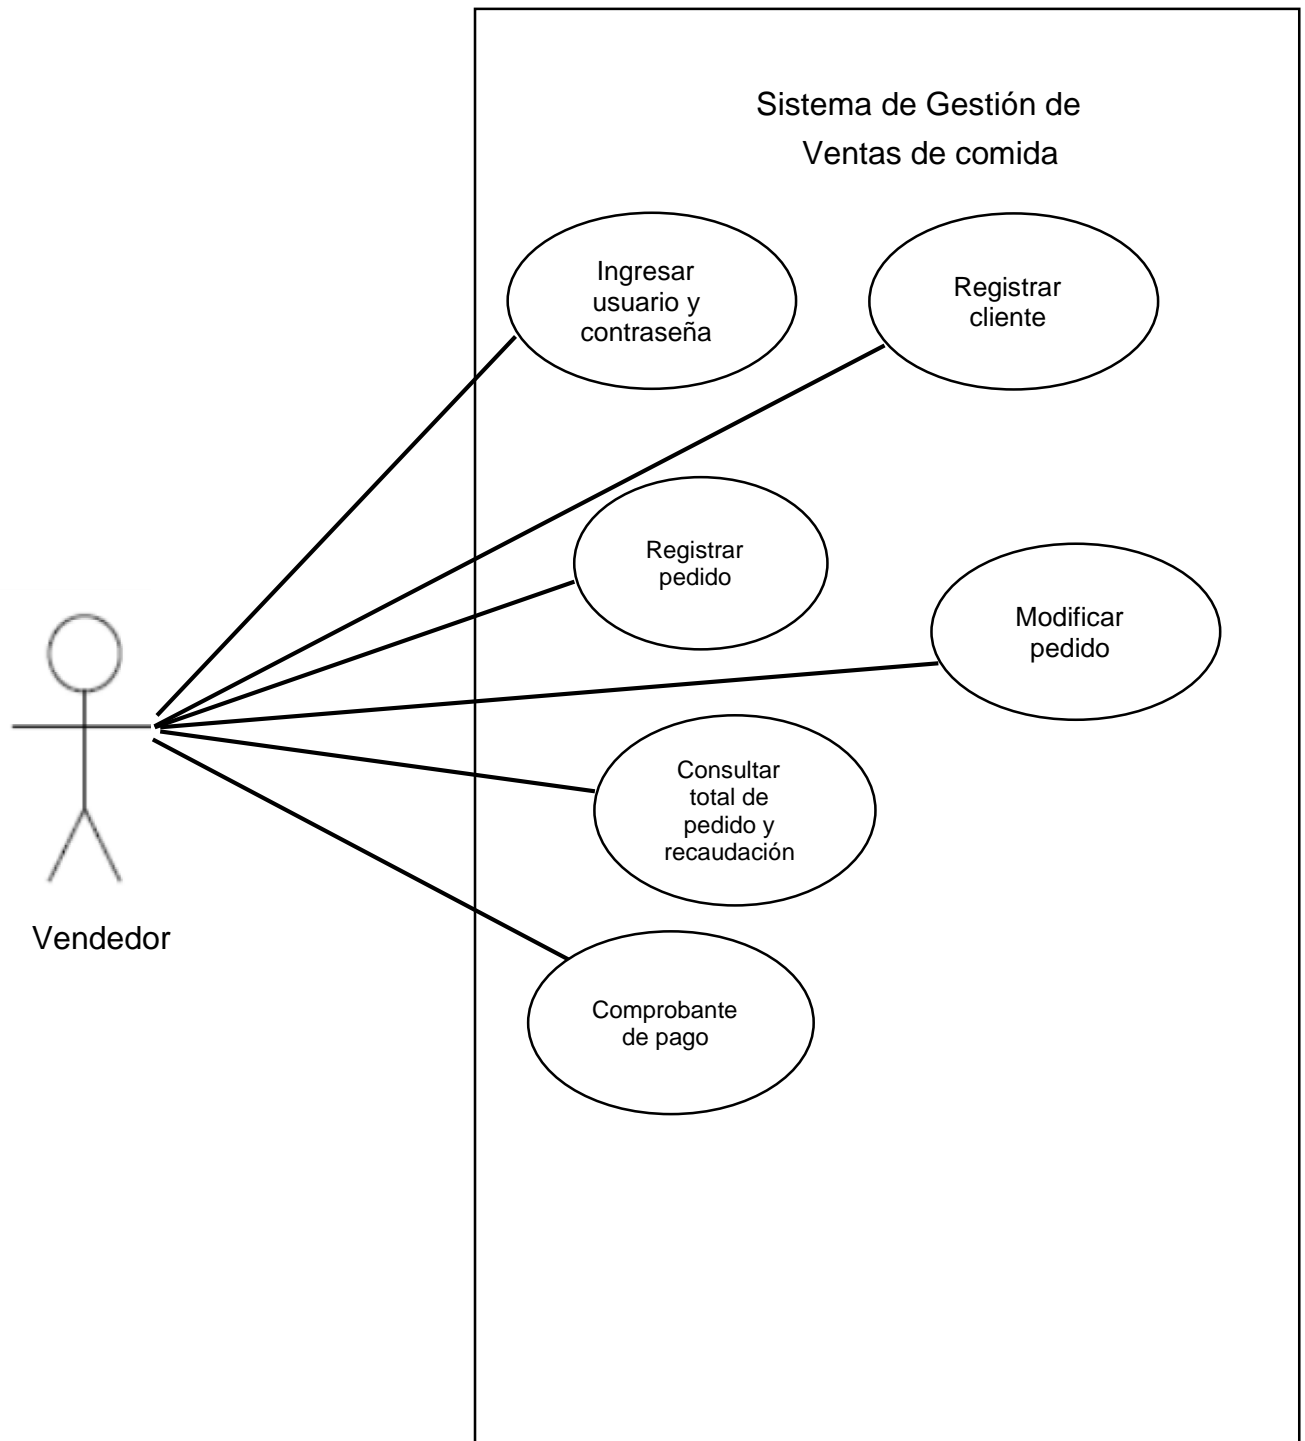 Sistema de Gestión de
Ventas de comida
Ingresar
usuario y
contraseña
Registrar
cliente
Registrar
pedido
Modificar
pedido
Consultar
total de
pedido y
recaudación
Vendedor
Comprobante
de pago